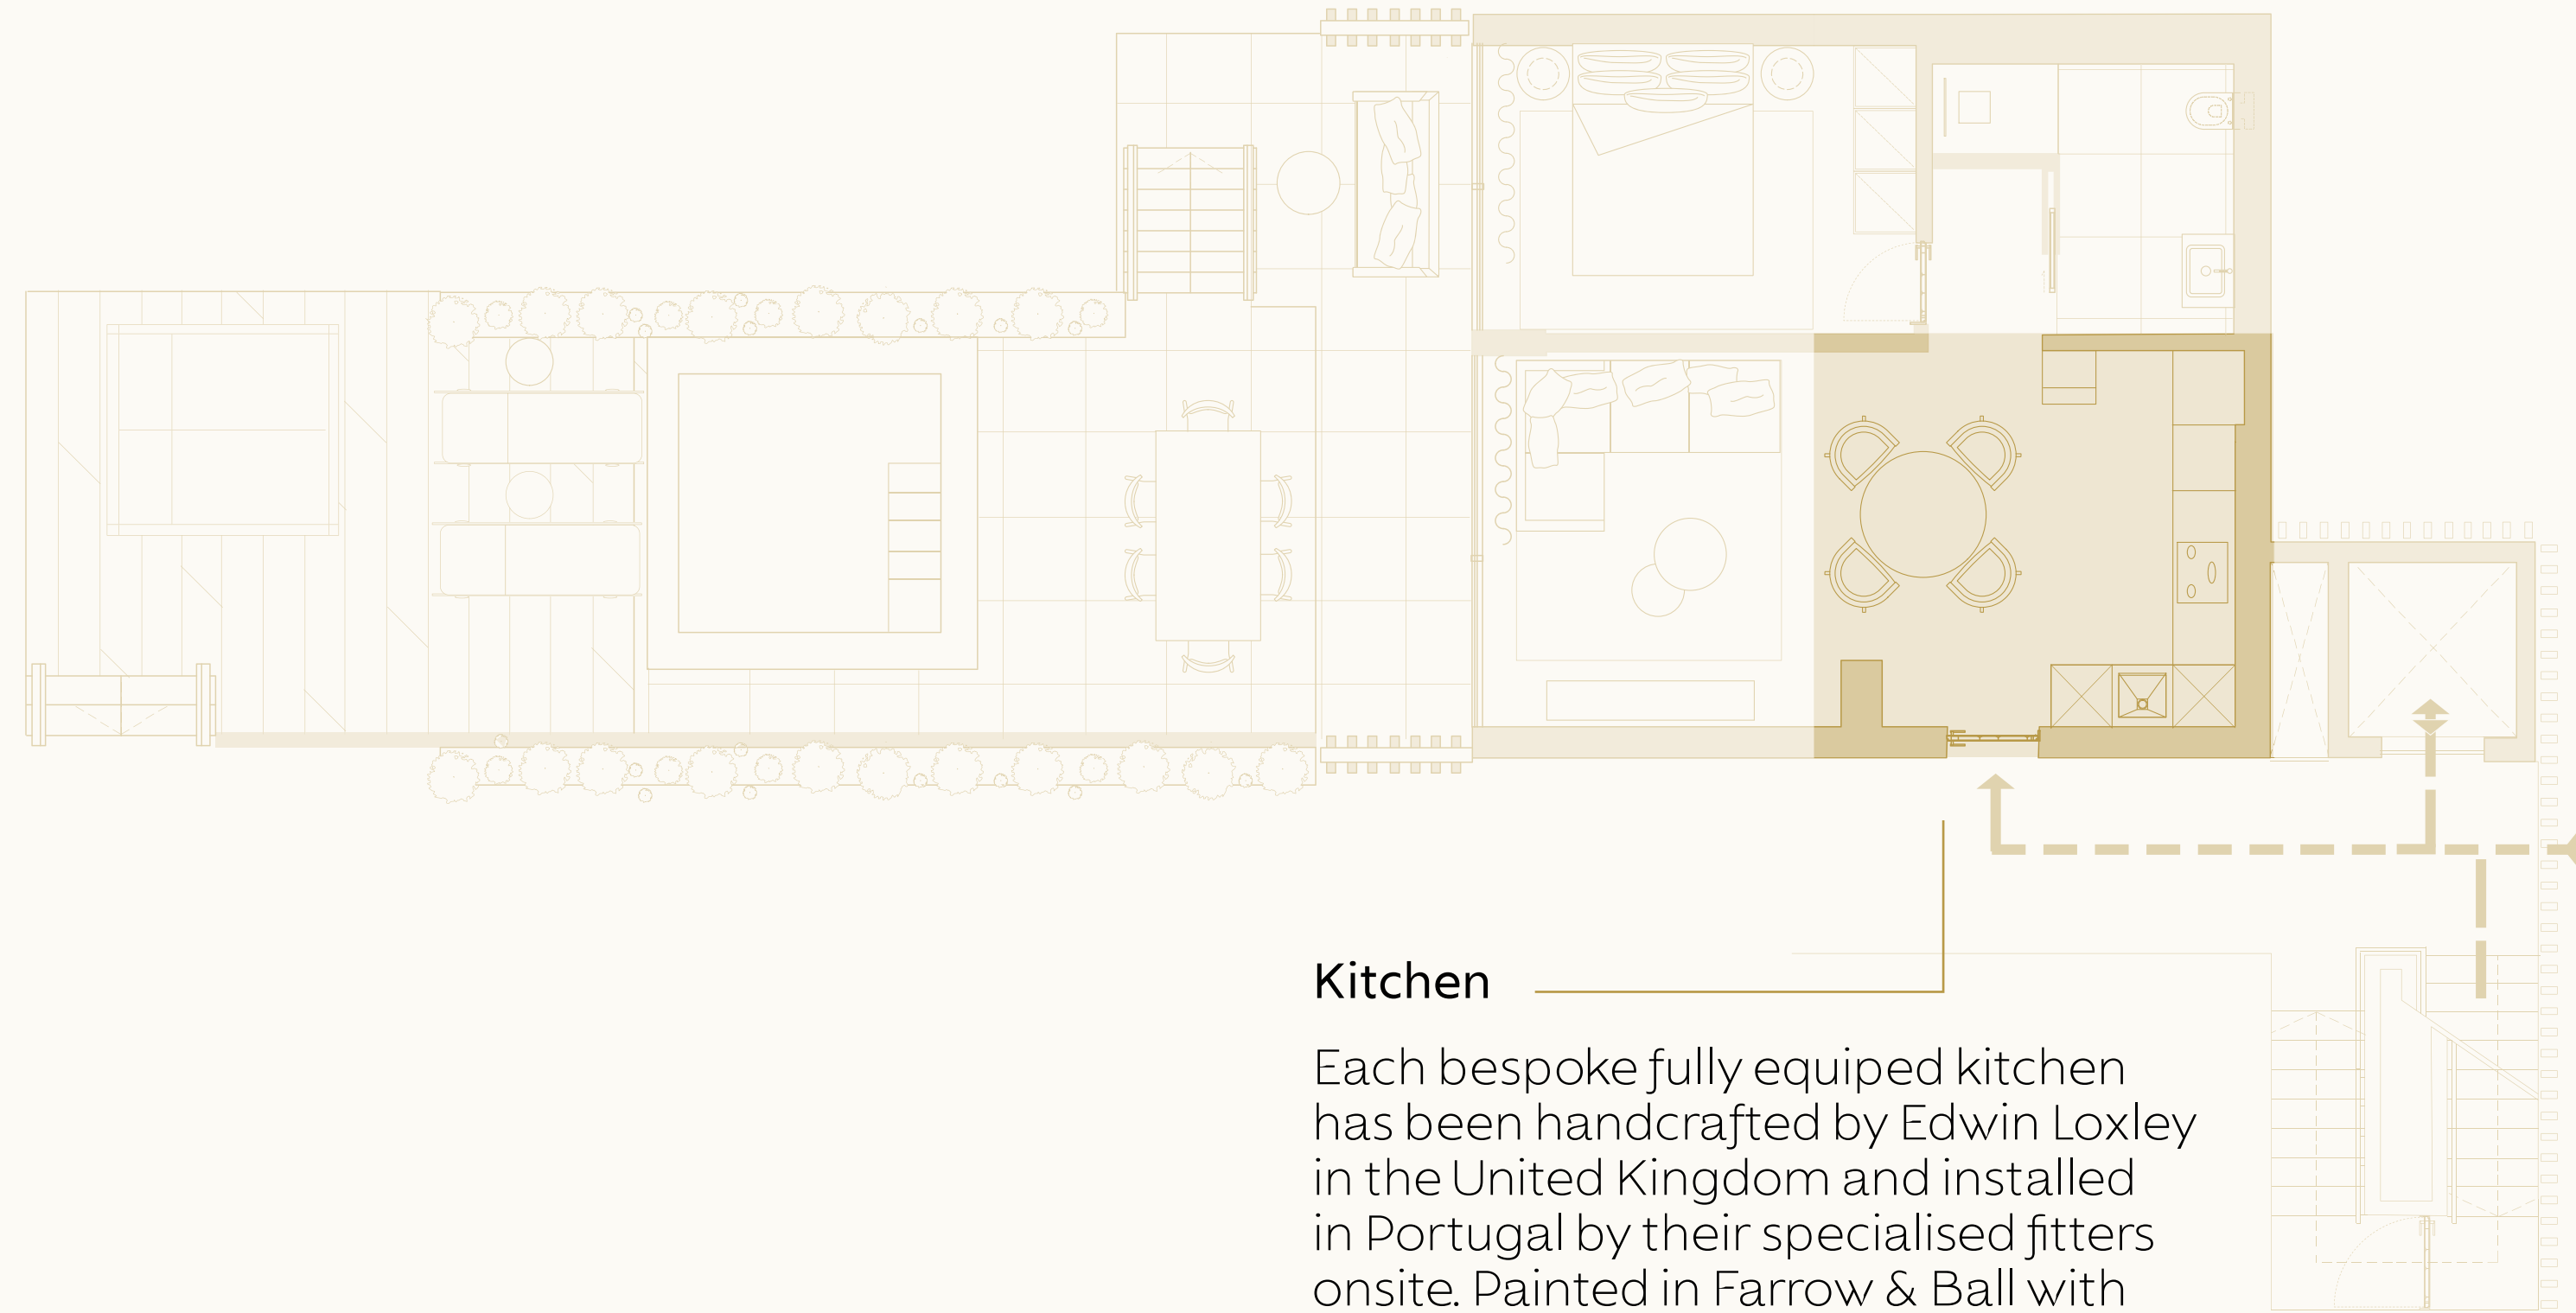 Kitchen
Each bespoke fully equiped kitchen
has been handcrafted by Edwin Loxley
in the United Kingdom and installed
in Portugal by their specialised fitters
onsite. Painted in Farrow & Ball with